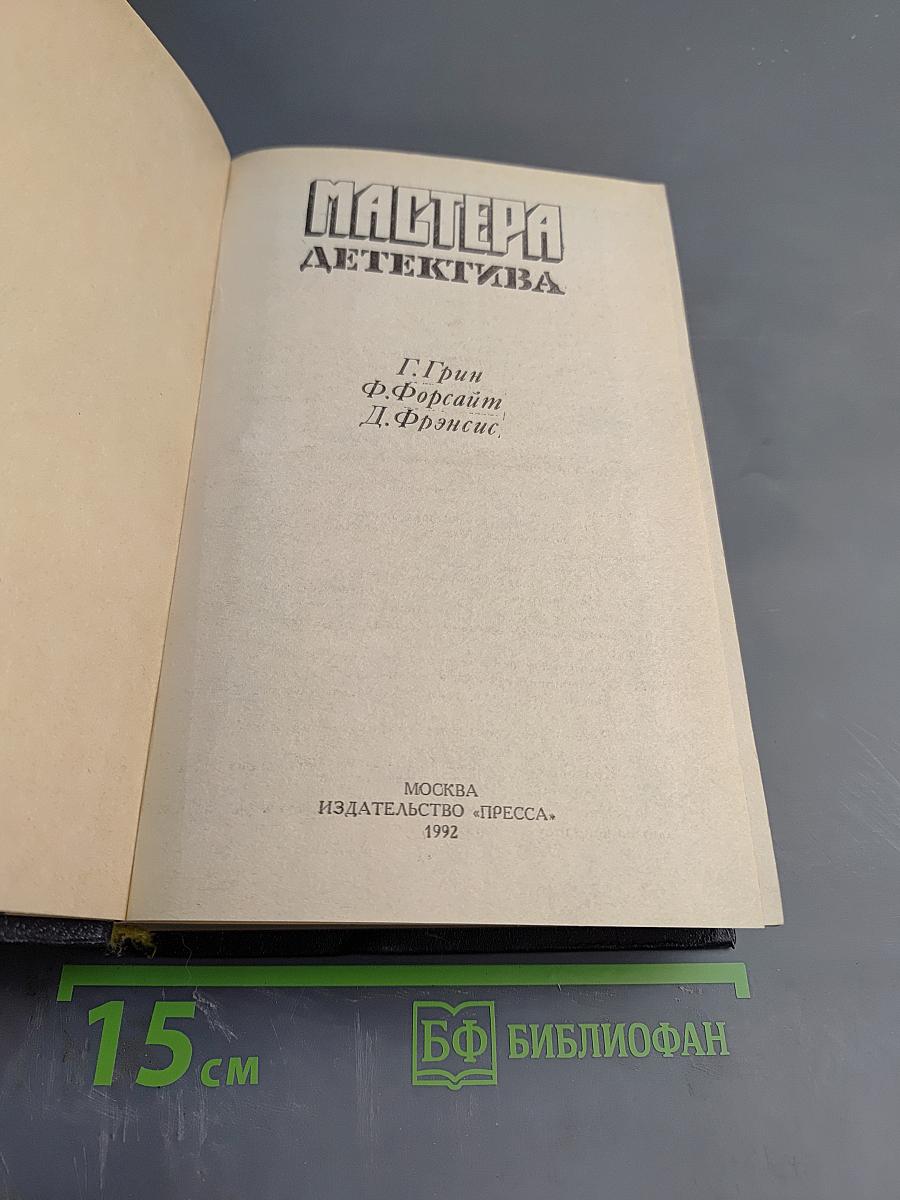 МАСТЕРА
ДЕТЕКТИВА
Г. Грин
Ф. Форсайт
Д. Фрэнсис
МОСКВА
ИЗДАТЕЛЬСТВО «ПРЕССА»
1992
15 см
БФ БИБЛИОФАН